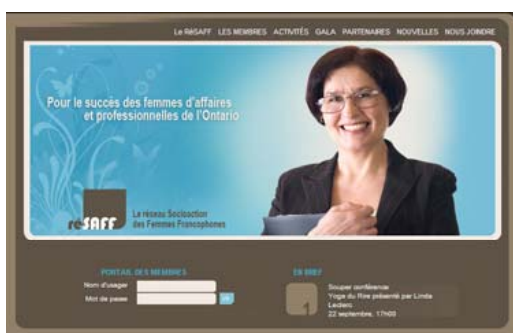 Le RéSAFF LES MEMBRES ACTIVITÉS GALA PARTENAIRES NOUVELLES NOUS JOINDRE
Pour le succès des femmes d'affaires
et professionnelles de l'Ontario
réSAFF
Le réseau Socioaction
des Femmes Francophones
PORTAIL DES MEMBRES
Nom d'usager
Mot de passe
ok
EN BREF
1
Souper conférence
Yoga du Rire présenté par Linda
Leclerc
22 septembre, 17h00